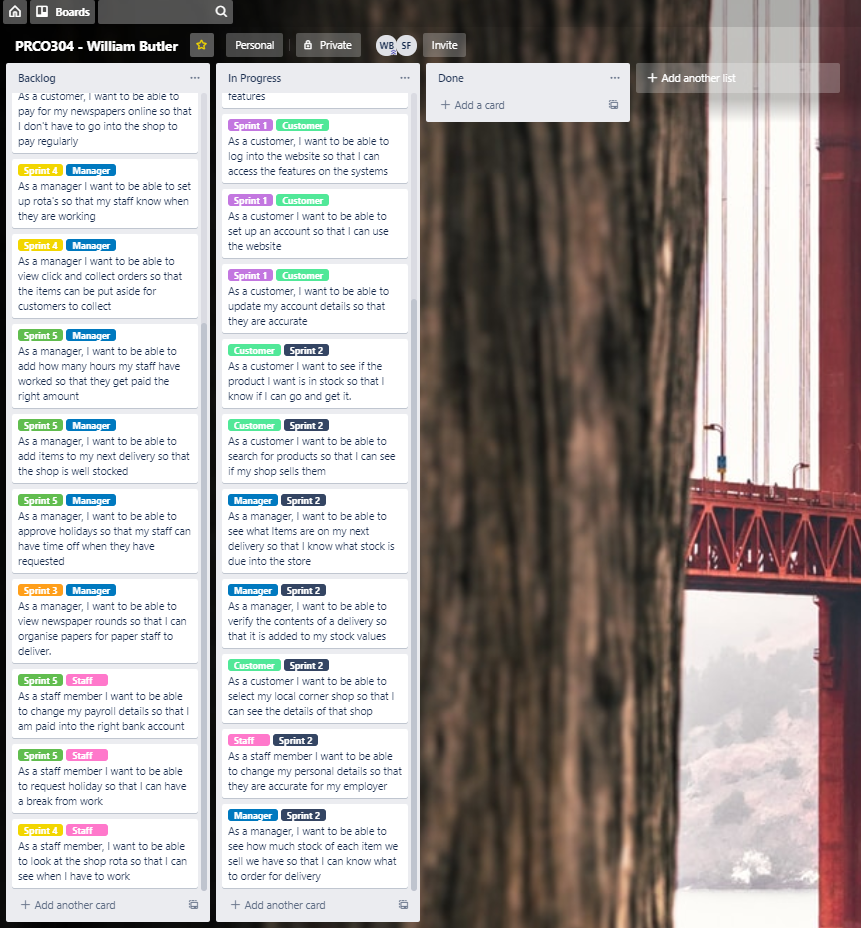 Boards
PRCO304 - William Butler
Personal
Private
WB
SF
Invite
Backlog
As a customer, I want to be able to
pay for my newspapers online so that
I don't have to go into the shop to
pay regularly
Sprint 4 Manager
As a manager I want to be able to set
up rota's so that my staff know when
they are working
Sprint 4 Manager
As a manager I want to be able to
view click and collect orders so that
the items can be put aside for
customers to collect
Sprint 5 Manager
As a manager, I want to be able to
add how many hours my staff have
worked so that they get paid the
right amount
Sprint 5 Manager
As a manager, I want to be able to
add items to my next delivery so that
the shop is well stocked
Sprint 5 Manager
As a manager, I want to be able to
approve holidays so that my staff can
have time off when they have
requested
Sprint 3 Manager
As a manager, I want to be able to
view newspaper rounds so that I can
organise papers for paper staff to
deliver.
Sprint 5 Staff
As a staff member I want to be able
to change my payroll details so that I
am paid into the right bank account
Sprint 5 Staff
As a staff member I want to be able
to request holiday so that I can have
a break from work
Sprint 4 Staff
As a staff member, I want to be able
to look at the shop rota so that I can
see when I have to work
+ Add another card
In Progress
features
Sprint 1 Customer
As a customer, I want to be able to
log into the website so that I can
access the features on the systems
Sprint 1 Customer
As a customer I want to be able to
set up an account so that I can use
the website
Sprint 1 Customer
As a customer, I want to be able to
update my account details so that
they are accurate
Customer Sprint 2
As a customer I want to see if the
product I want is in stock so that I
know if I can go and get it.
Customer Sprint 2
As a customer I want to be able to
search for products so that I can see
if my shop sells them
Manager Sprint 2
As a manager, I want to be able to
see what Items are on my next
delivery so that I know what stock is
due into the store
Manager Sprint 2
As a manager, I want to be able to
verify the contents of a delivery so
that it is added to my stock values
Customer Sprint 2
As a customer I want to be able to
select my local corner shop so that I
can see the details of that shop
Staff Sprint 2
As a staff member I want to be able
to change my personal details so that
they are accurate for my employer
Manager Sprint 2
As a manager, I want to be able to
see how much stock of each item we
sell we have so that I can know what
to order for delivery
+ Add another card
Done
+ Add a card
+ Add another list